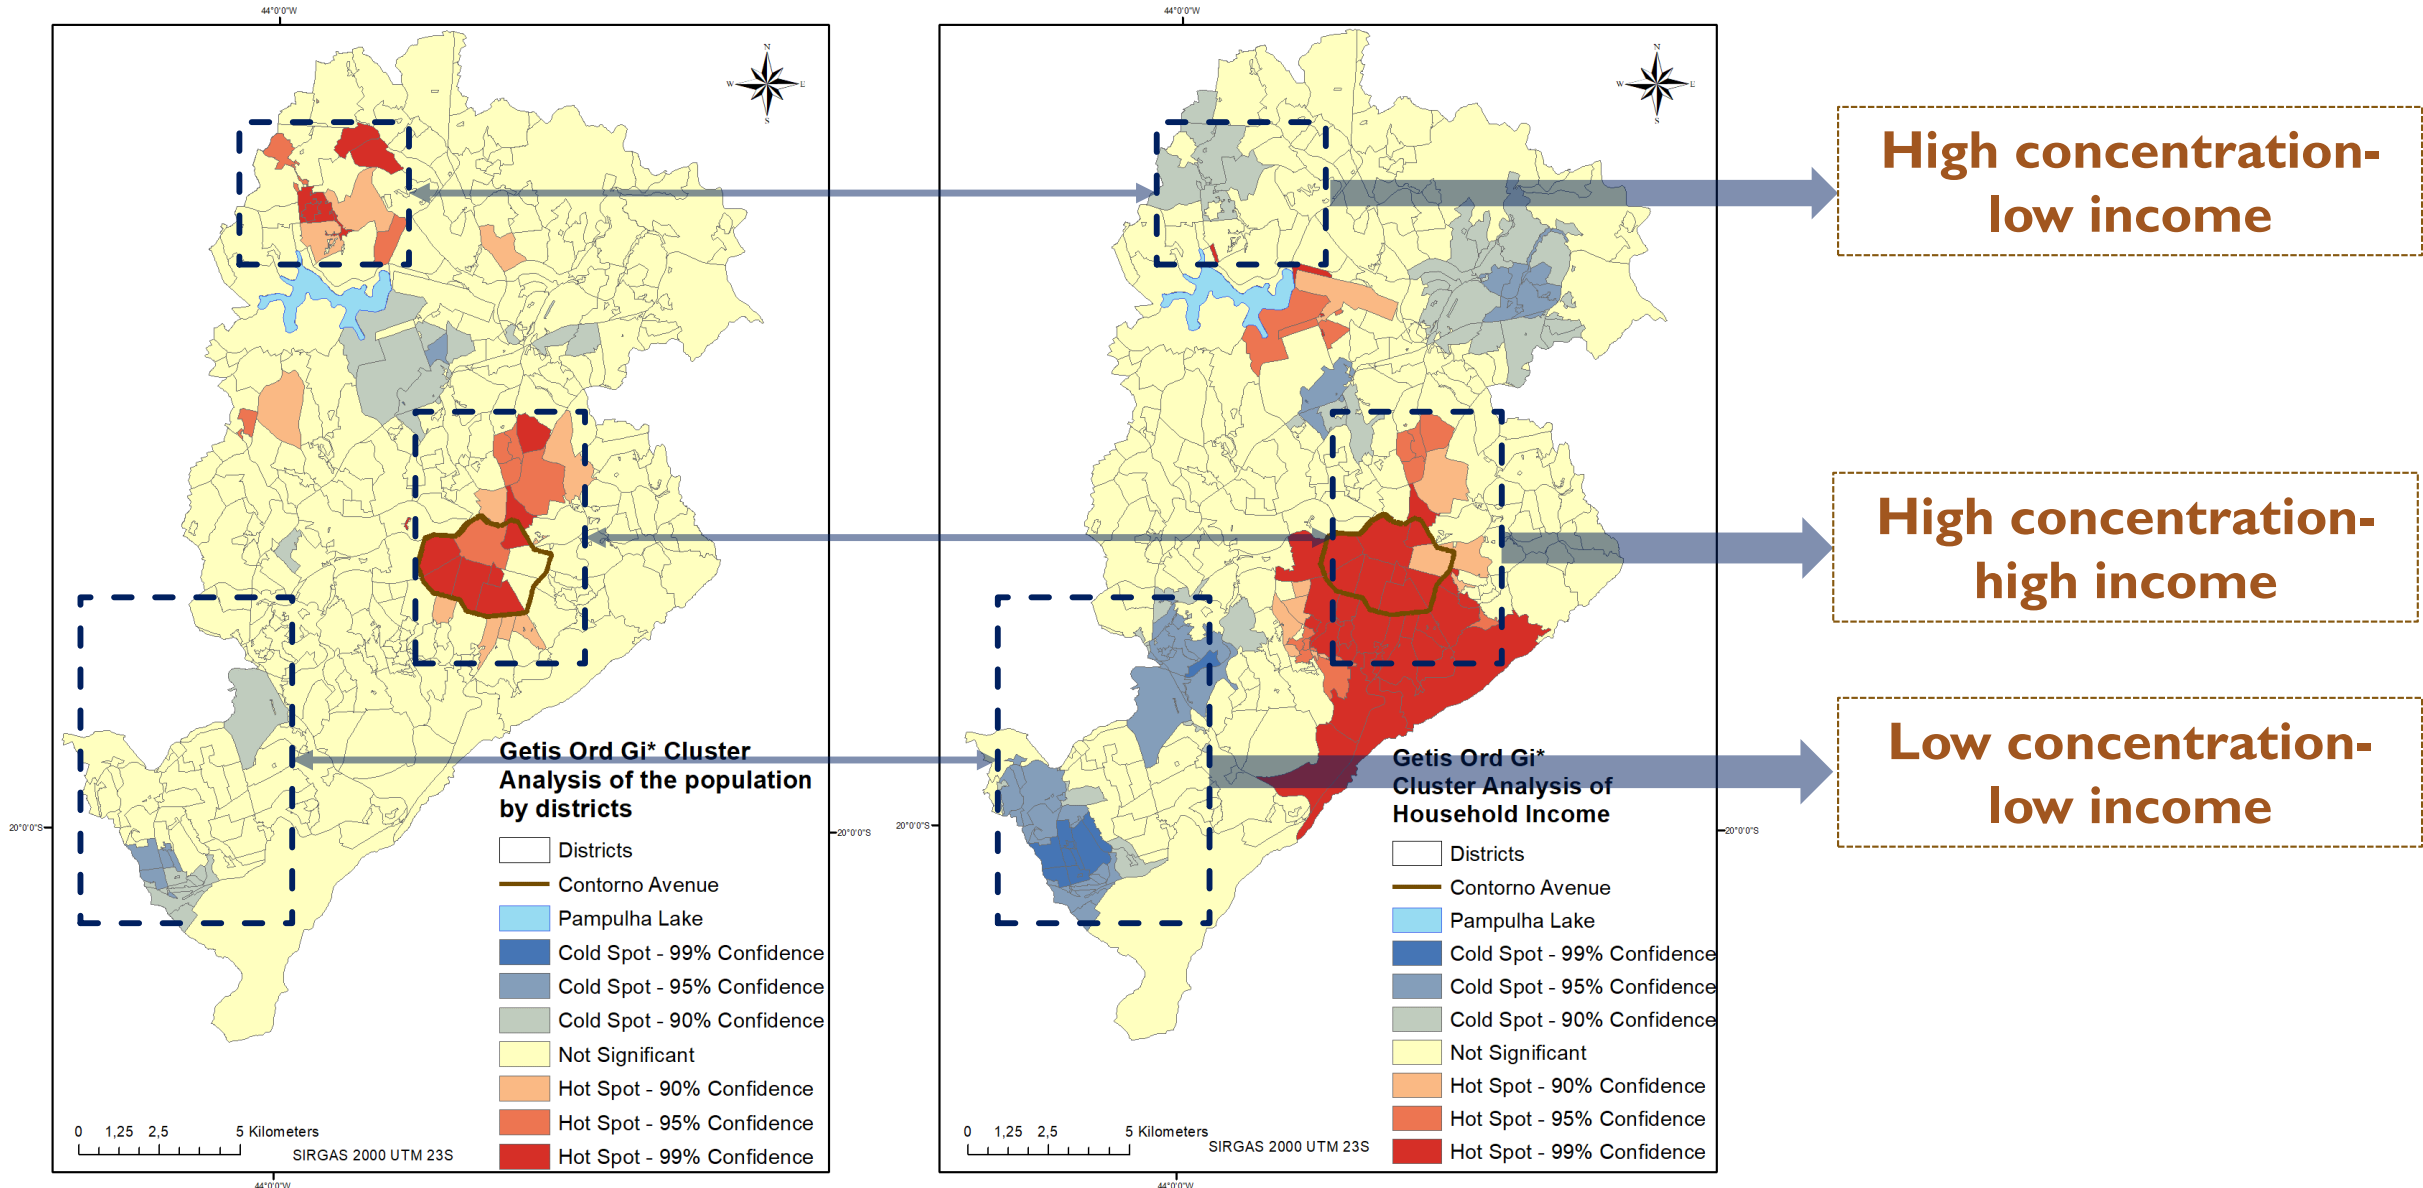 44°0'0"W
N
W
E
S
20°0'0"S
20°0'0"S
Getis Ord Gi* Cluster
Analysis of the population
by districts
Districts
Contorno Avenue
Pampulha Lake
Cold Spot - 99% Confidence
Cold Spot - 95% Confidence
Cold Spot - 90% Confidence
Not Significant
Hot Spot - 90% Confidence
Hot Spot - 95% Confidence
Hot Spot - 99% Confidence
0 1,25 2,5 5 Kilometers
SIRGAS 2000 UTM 23S
44°0'0"W
44°0'0"W
N
W
E
S
20°0'0"S
20°0'0"S
Getis Ord Gi*
Cluster Analysis of
Household Income
Districts
Contorno Avenue
Pampulha Lake
Cold Spot - 99% Confidence
Cold Spot - 95% Confidence
Cold Spot - 90% Confidence
Not Significant
Hot Spot - 90% Confidence
Hot Spot - 95% Confidence
Hot Spot - 99% Confidence
0 1,25 2,5 5 Kilometers
SIRGAS 2000 UTM 23S
44°0'0"W
High concentration-
low income
High concentration-
high income
Low concentration-
low income